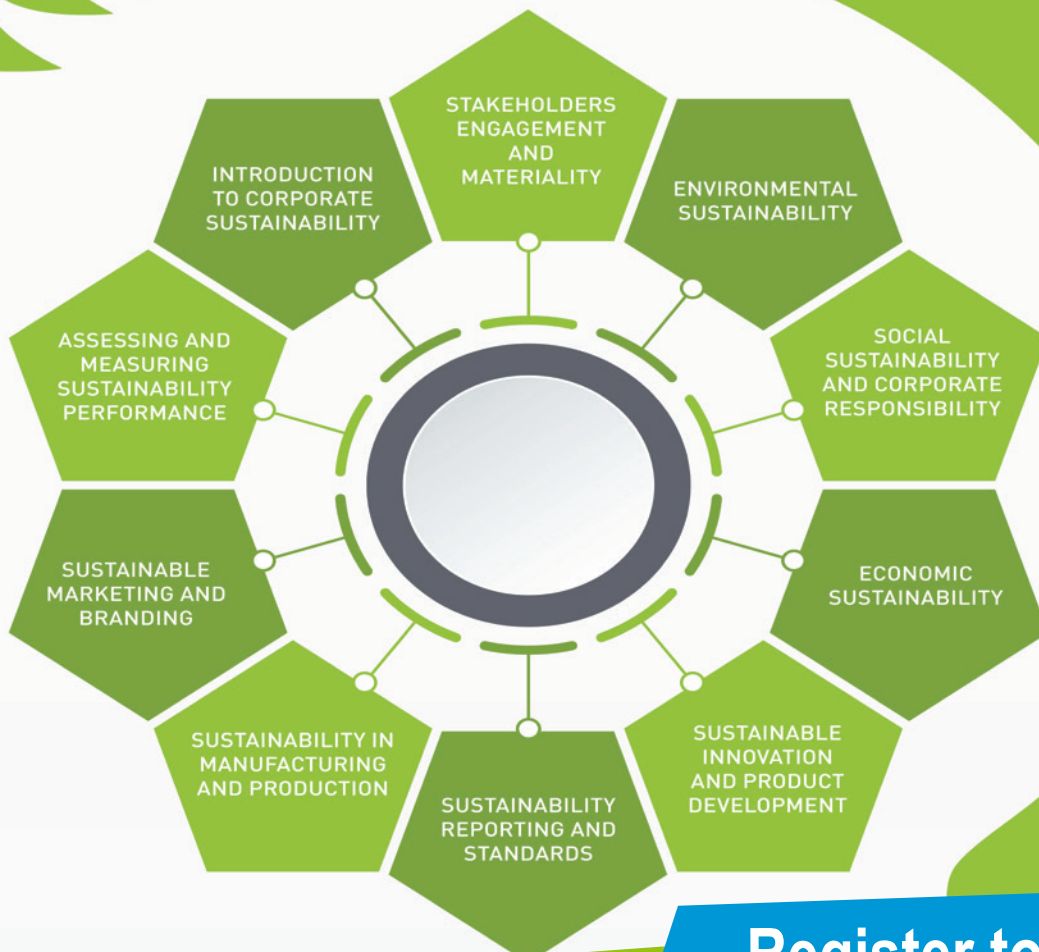 STAKEHOLDERS
ENGAGEMENT
AND
MATERIALITY
ENVIRONMENTAL
SUSTAINABILITY
SOCIAL
SUSTAINABILITY
AND CORPORATE
RESPONSIBILITY
ECONOMIC
SUSTAINABILITY
SUSTAINABLE
INNOVATION
AND PRODUCT
DEVELOPMENT
SUSTAINABILITY
REPORTING AND
STANDARDS
SUSTAINABILITY IN
MANUFACTURING
AND PRODUCTION
SUSTAINABLE
MARKETING AND
BRANDING
ASSESSING AND
MEASURING
SUSTAINABILITY
PERFORMANCE
INTRODUCTION
TO CORPORATE
SUSTAINABILITY
Register to